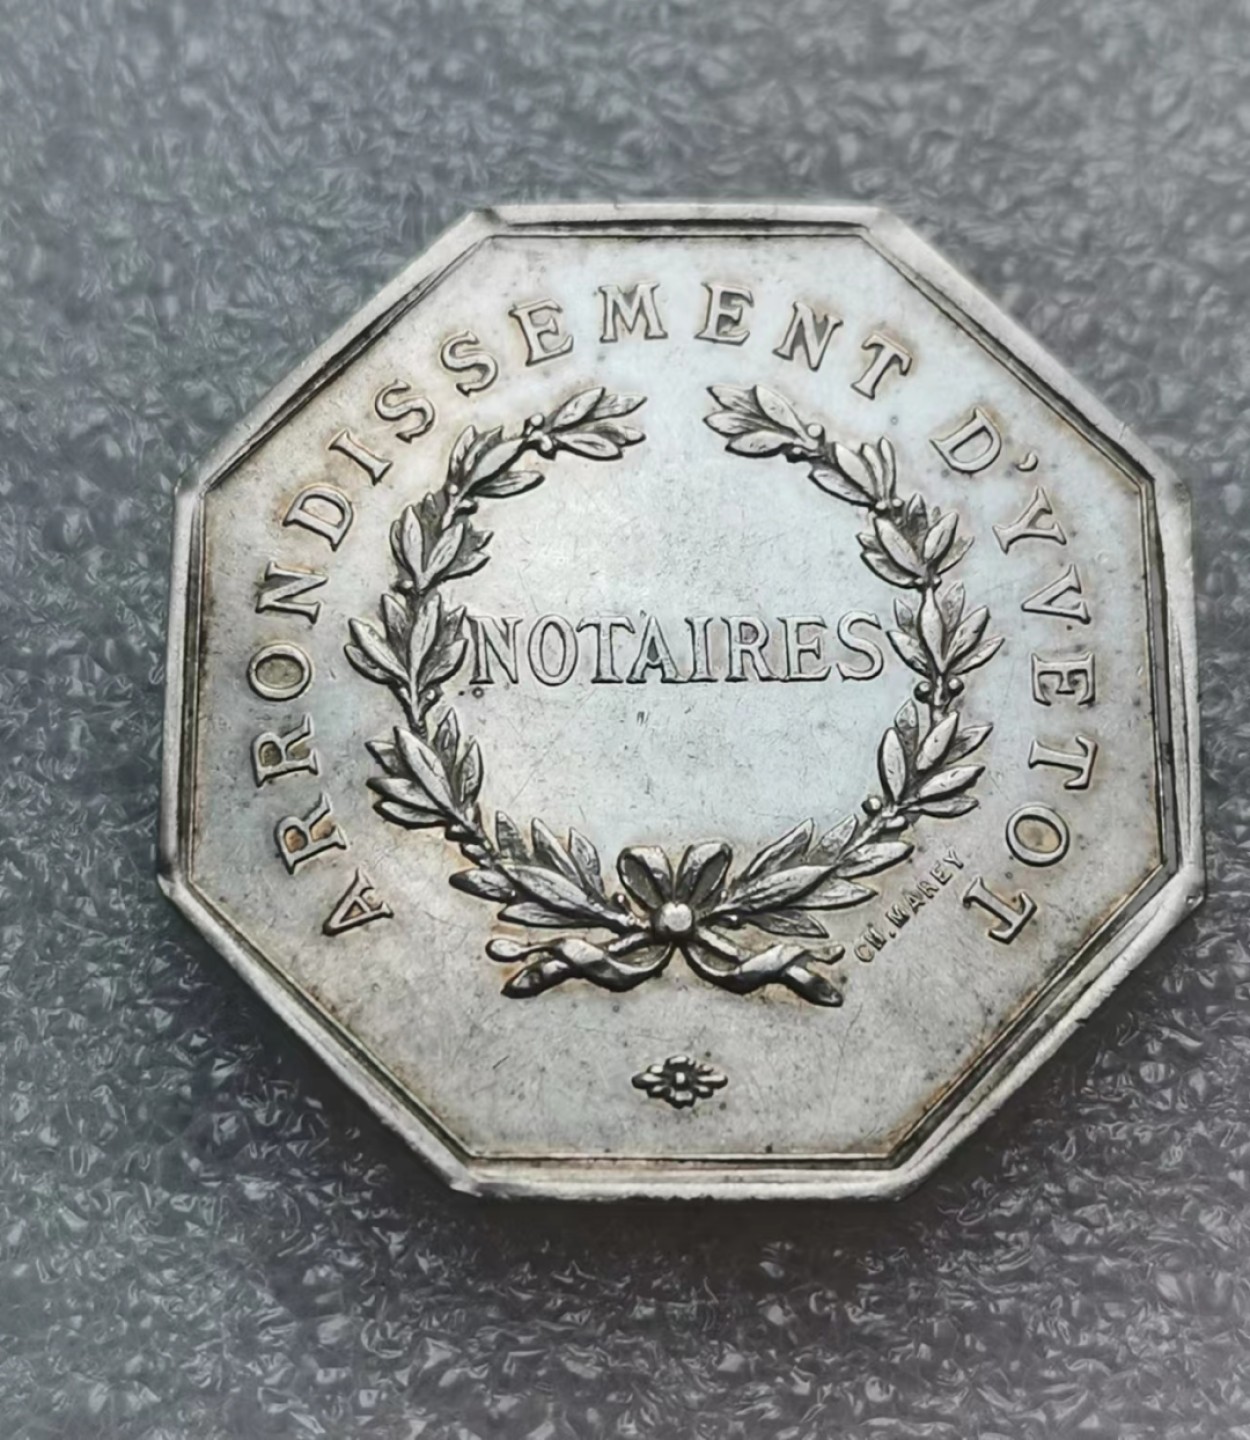 ARRONDISSEMENT D'YVETOT
NOTAIRES
CH. MAREY